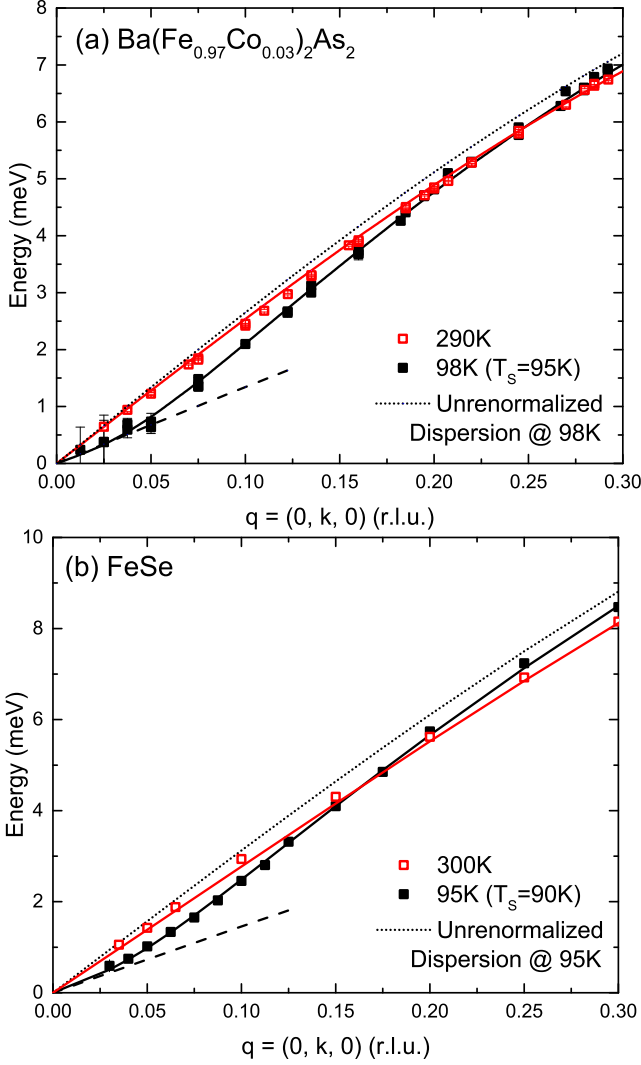 (a) Ba(Fe₀.₉₇Co₀.₀₃)₂As₂
8
7
6
5
4
3
2
1
0
Energy (meV)
290K
98K (Tₛ=95K)
Unrenormalized
Dispersion @ 98K
0.00 0.05 0.10 0.15 0.20 0.25 0.30
q = (0, k, 0) (r.l.u.)
(b) FeSe
10
8
6
4
2
0
Energy (meV)
300K
95K (Tₛ=90K)
Unrenormalized
Dispersion @ 95K
0.00 0.05 0.10 0.15 0.20 0.25 0.30
q = (0, k, 0) (r.l.u.)